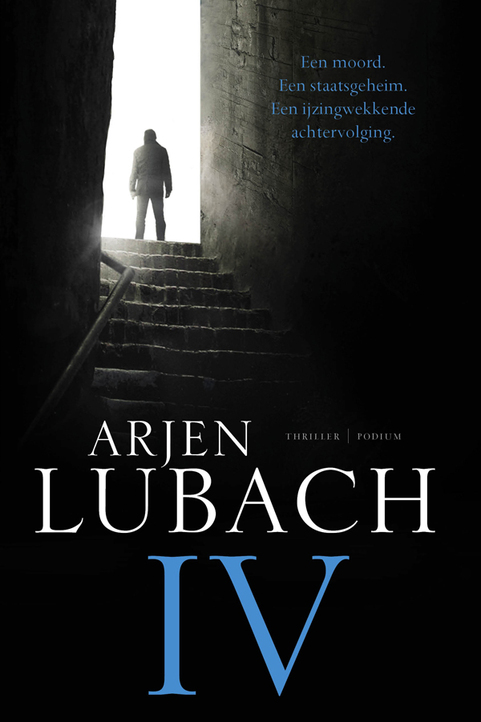 Een moord.
Een staatsgeheim.
Een ijzingwekkende
achtervolging.
ARJEN
THRILLER | PODIUM
LUBACH
IV